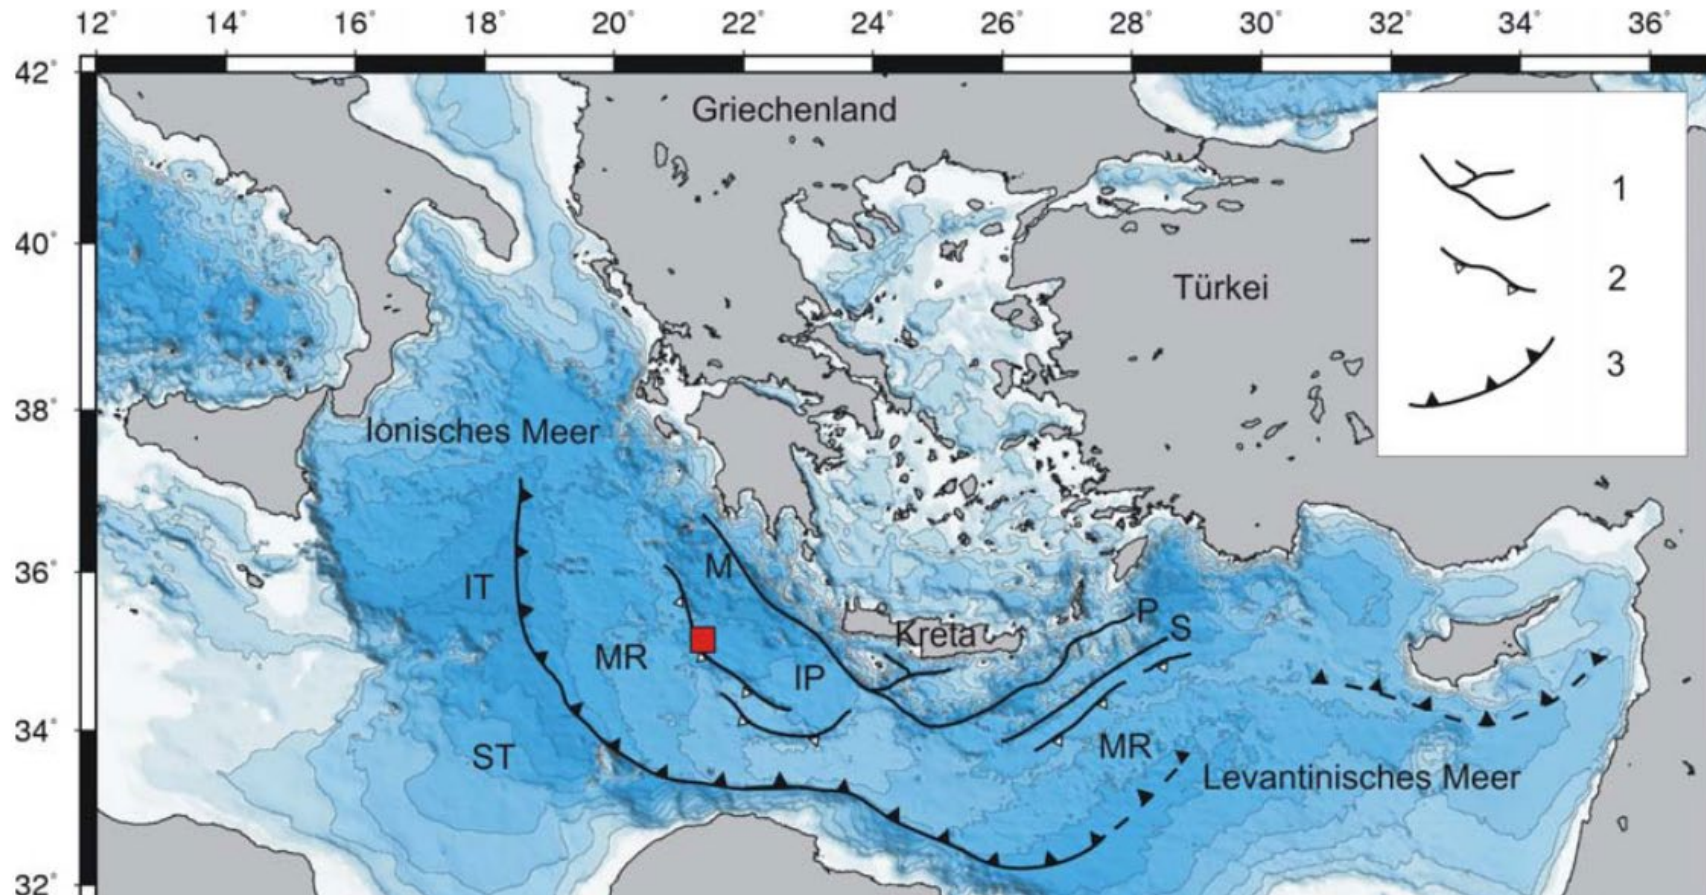 12° 14° 16° 18° 20° 22° 24° 26° 28° 30° 32° 34° 36°
42°
Griechenland
1
40°
Türkei
2
3
38°
Ionisches Meer
36°
M
IT
P
S
Kreta
MR
IP
34°
ST
MR
Levantinisches Meer
32°